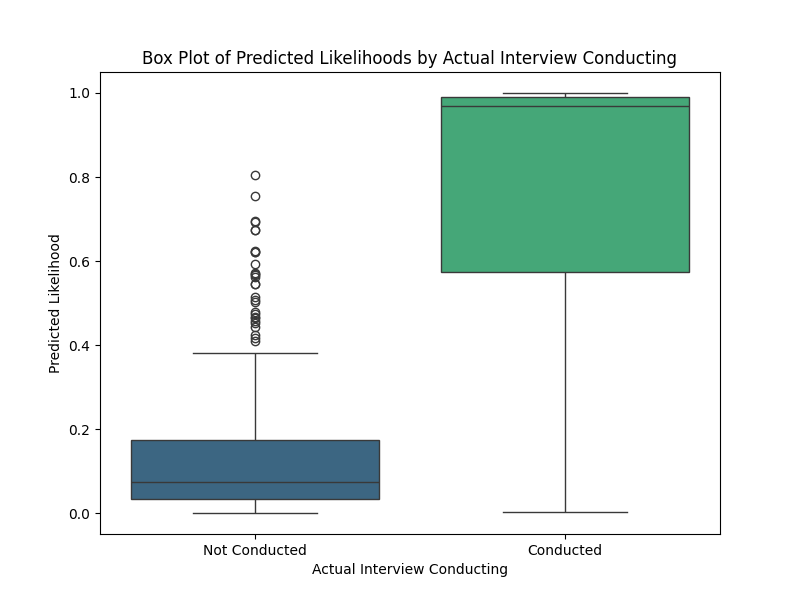 Box Plot of Predicted Likelihoods by Actual Interview Conducting
1.0
0.8
0.6
0.4
0.2
0.0
Predicted Likelihood
Not Conducted
Conducted
Actual Interview Conducting